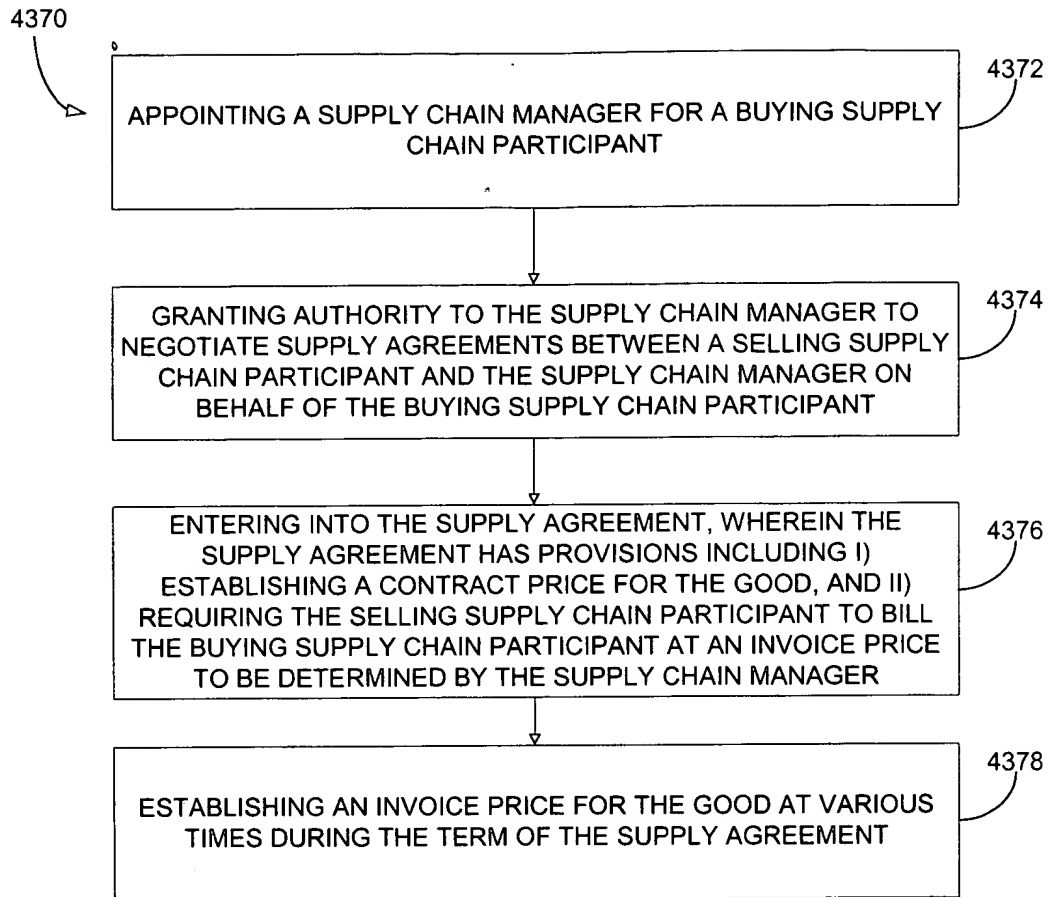 4370
4372
APPOINTING A SUPPLY CHAIN MANAGER FOR A BUYING SUPPLY
CHAIN PARTICIPANT
4374
GRANTING AUTHORITY TO THE SUPPLY CHAIN MANAGER TO
NEGOTIATE SUPPLY AGREEMENTS BETWEEN A SELLING SUPPLY
CHAIN PARTICIPANT AND THE SUPPLY CHAIN MANAGER ON
BEHALF OF THE BUYING SUPPLY CHAIN PARTICIPANT
4376
ENTERING INTO THE SUPPLY AGREEMENT, WHEREIN THE
SUPPLY AGREEMENT HAS PROVISIONS INCLUDING I)
ESTABLISHING A CONTRACT PRICE FOR THE GOOD, AND II)
REQUIRING THE SELLING SUPPLY CHAIN PARTICIPANT TO BILL
THE BUYING SUPPLY CHAIN PARTICIPANT AT AN INVOICE PRICE
TO BE DETERMINED BY THE SUPPLY CHAIN MANAGER
4378
ESTABLISHING AN INVOICE PRICE FOR THE GOOD AT VARIOUS
TIMES DURING THE TERM OF THE SUPPLY AGREEMENT